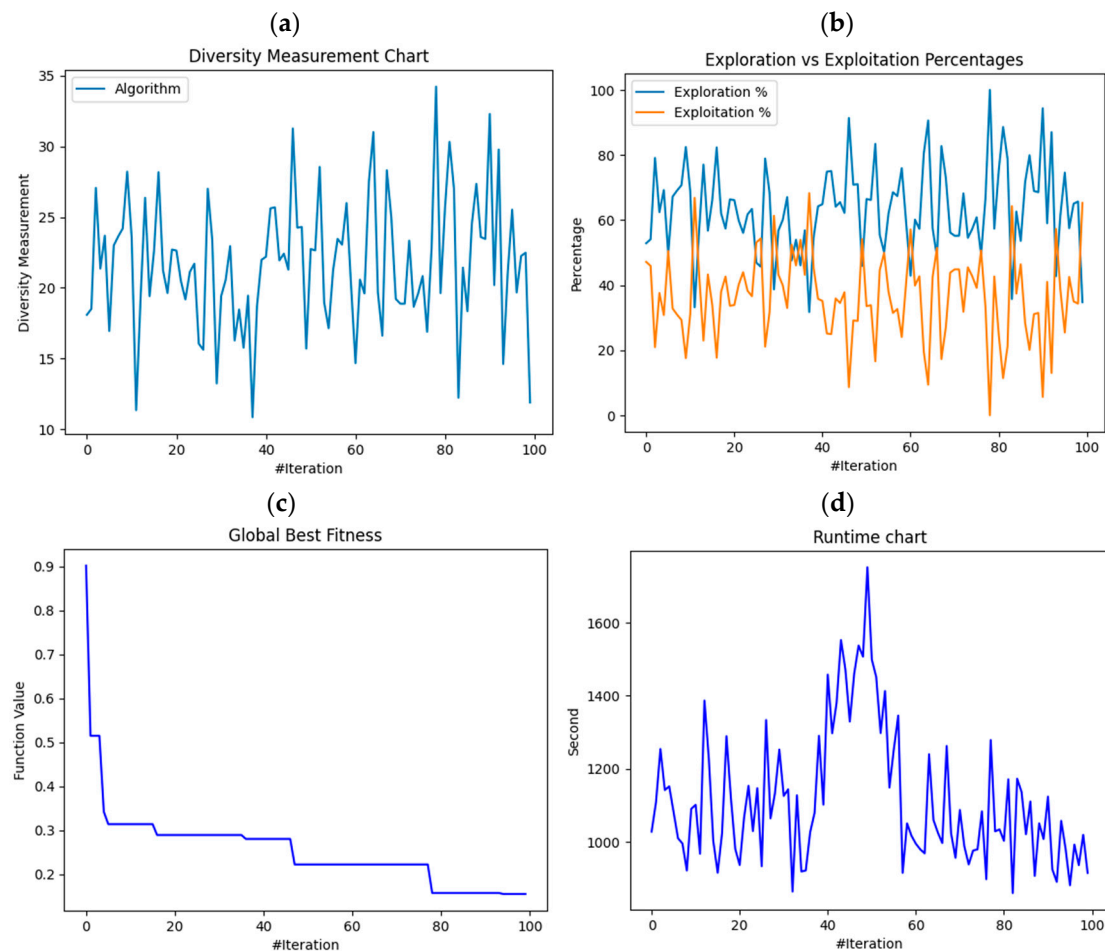 (a)
Diversity Measurement Chart
Algorithm
35
30
25
20
15
10
Diversity Measurement
0 20 40 60 80 100
#Iteration
(b)
Exploration vs Exploitation Percentages
Exploration %
Exploitation %
100
80
60
40
20
0
Percentage
0 20 40 60 80 100
#Iteration
(c)
Global Best Fitness
0.9
0.8
0.7
0.6
0.5
0.4
0.3
0.2
Function Value
0 20 40 60 80 100
#Iteration
(d)
Runtime chart
1600
1400
1200
1000
Second
0 20 40 60 80 100
#Iteration